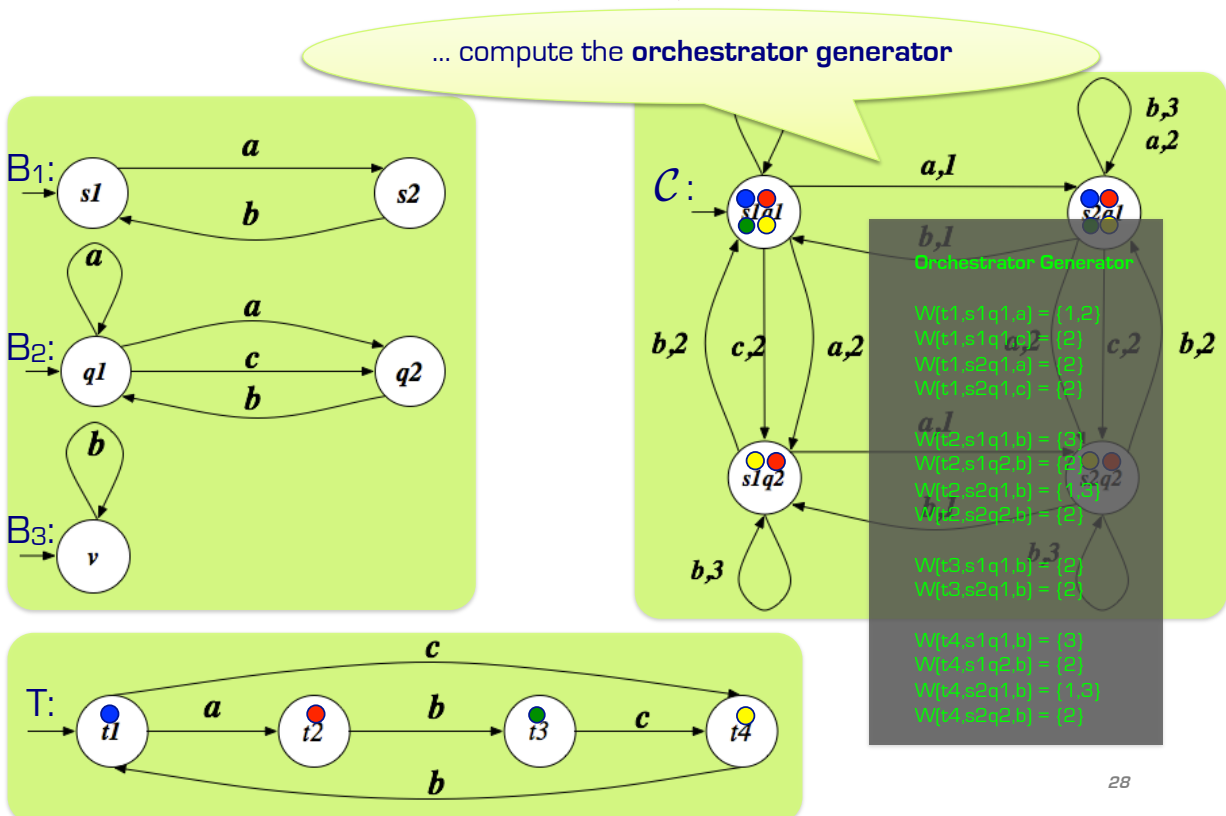 ... compute the orchestrator generator
B1:
a
s1
s2
b
a
B2:
a
q1
c
q2
b
b
B3:
v
C :
b,3
a,2
a,1
s1q1
s2q1
b,1
b,2
c,2
a,2
a,2
c,2
b,2
a,1
s1q2
s2q2
b,1
b,3
b,3
Orchestrator Generator
W(t1,s1q1,a) = {1,2}
W(t1,s1q1,c) = {2}
W(t1,s2q1,a) = {2}
W(t1,s2q1,c) = {2}
W(t2,s1q1,b) = {3}
W(t2,s1q2,b) = {2}
W(t2,s2q1,b) = {1,3}
W(t2,s2q2,b) = {2}
W(t3,s1q1,b) = {2}
W(t3,s2q1,b) = {2}
W(t4,s1q1,b) = {3}
W(t4,s1q2,b) = {2}
W(t4,s2q1,b) = {1,3}
W(t4,s2q2,b) = {2}
T:
c
t1
a
t2
b
t3
c
t4
b
28